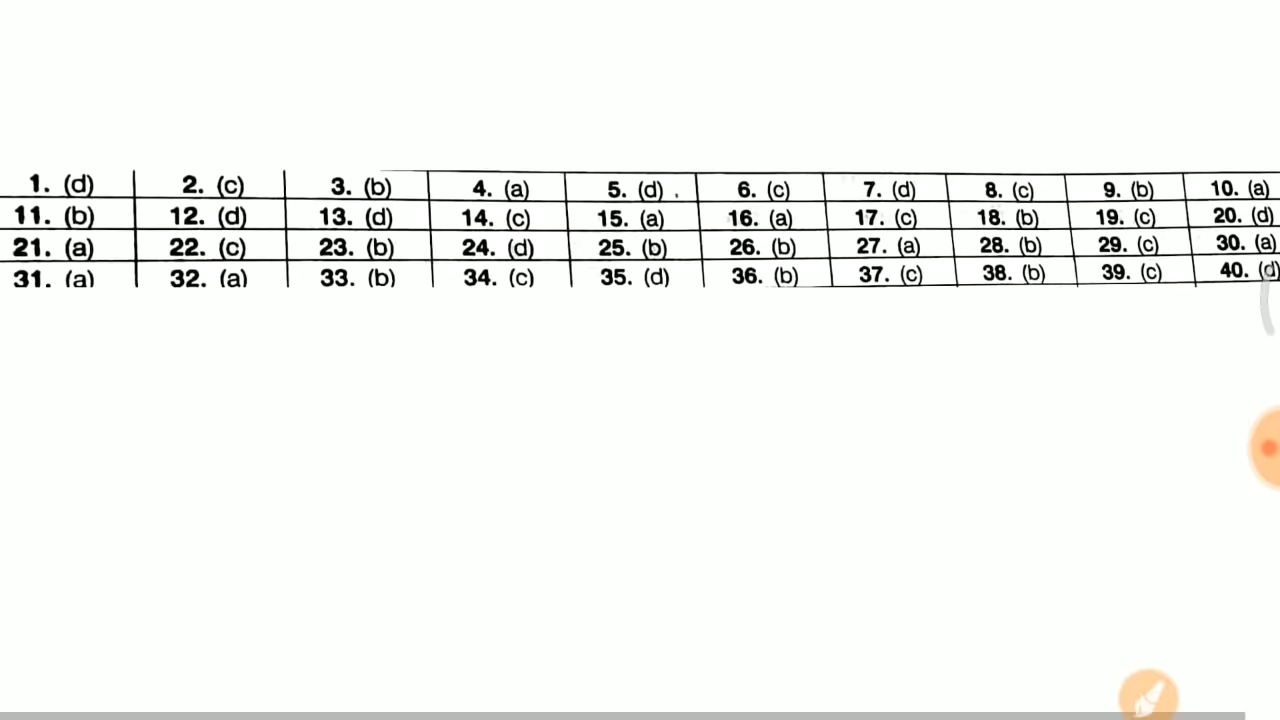 1. (d) 2. (c) 3. (b) 4. (a) 5. (d) . 6. (c) 7. (d) 8. (c) 9. (b) 10. (a)
11. (b) 12. (d) 13. (d) 14. (c) 15. (a) 16. (a) 17. (c) 18. (b) 19. (c) 20. (d)
21. (a) 22. (c) 23. (b) 24. (d) 25. (b) 26. (b) 27. (a) 28. (b) 29. (c) 30. (a)
31. (a) 32. (a) 33. (b) 34. (c) 35. (d) 36. (b) 37. (c) 38. (b) 39. (c) 40. (d)